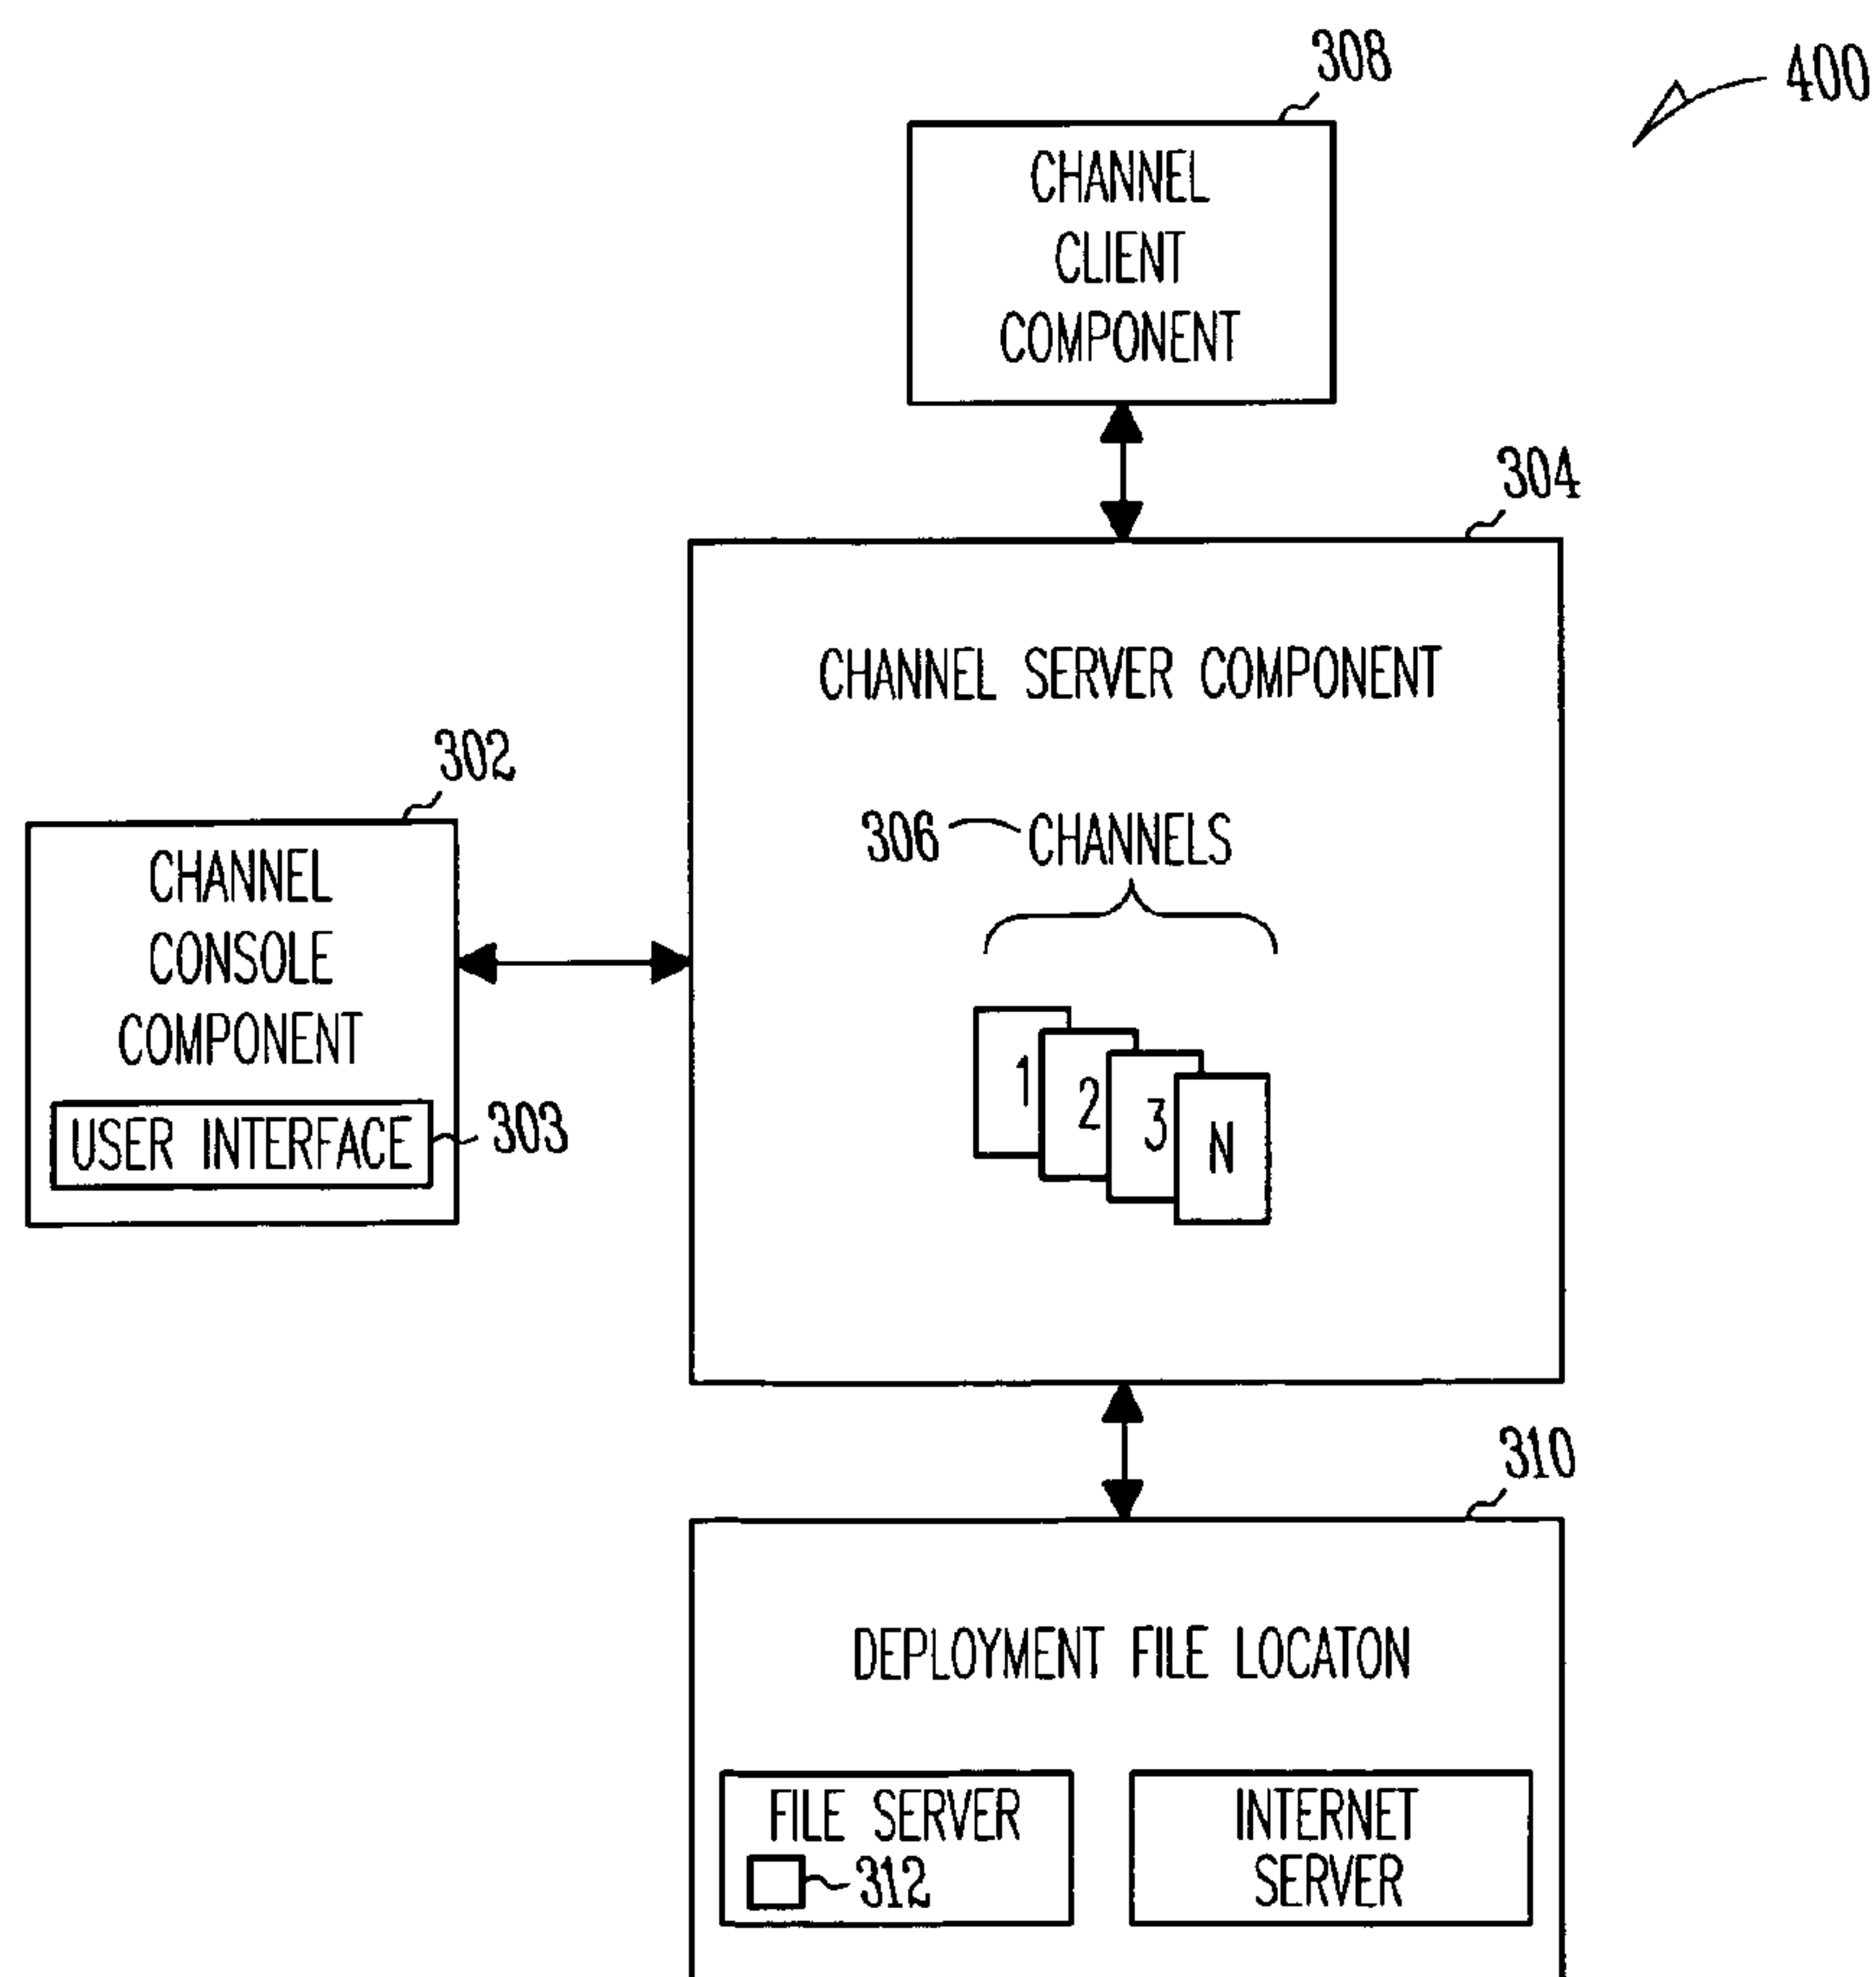 308
400
CHANNEL
CLIENT
COMPONENT
304
CHANNEL SERVER COMPONENT
302
306 CHANNELS
CHANNEL
CONSOLE
COMPONENT
1
2
3
N
USER INTERFACE
303
310
DEPLOYMENT FILE LOCATON
FILE SERVER
312
INTERNET
SERVER